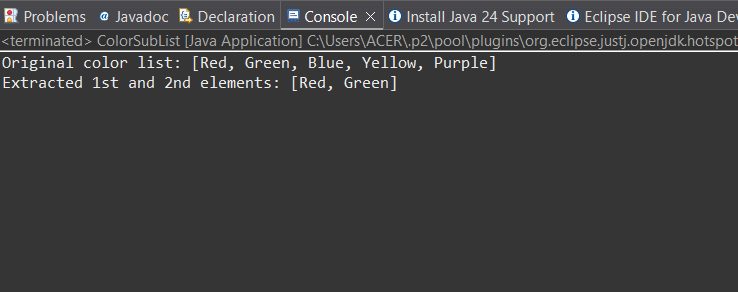 Problems @ Javadoc Declaration Console Install Java 24 Support Eclipse IDE for Java Dev
<terminated> ColorSubList [Java Application] C:\Users\ACER\.p2\pool\plugins\org.eclipse.justj.openjdk.hotspot
Original color list: [Red, Green, Blue, Yellow, Purple]
Extracted 1st and 2nd elements: [Red, Green]